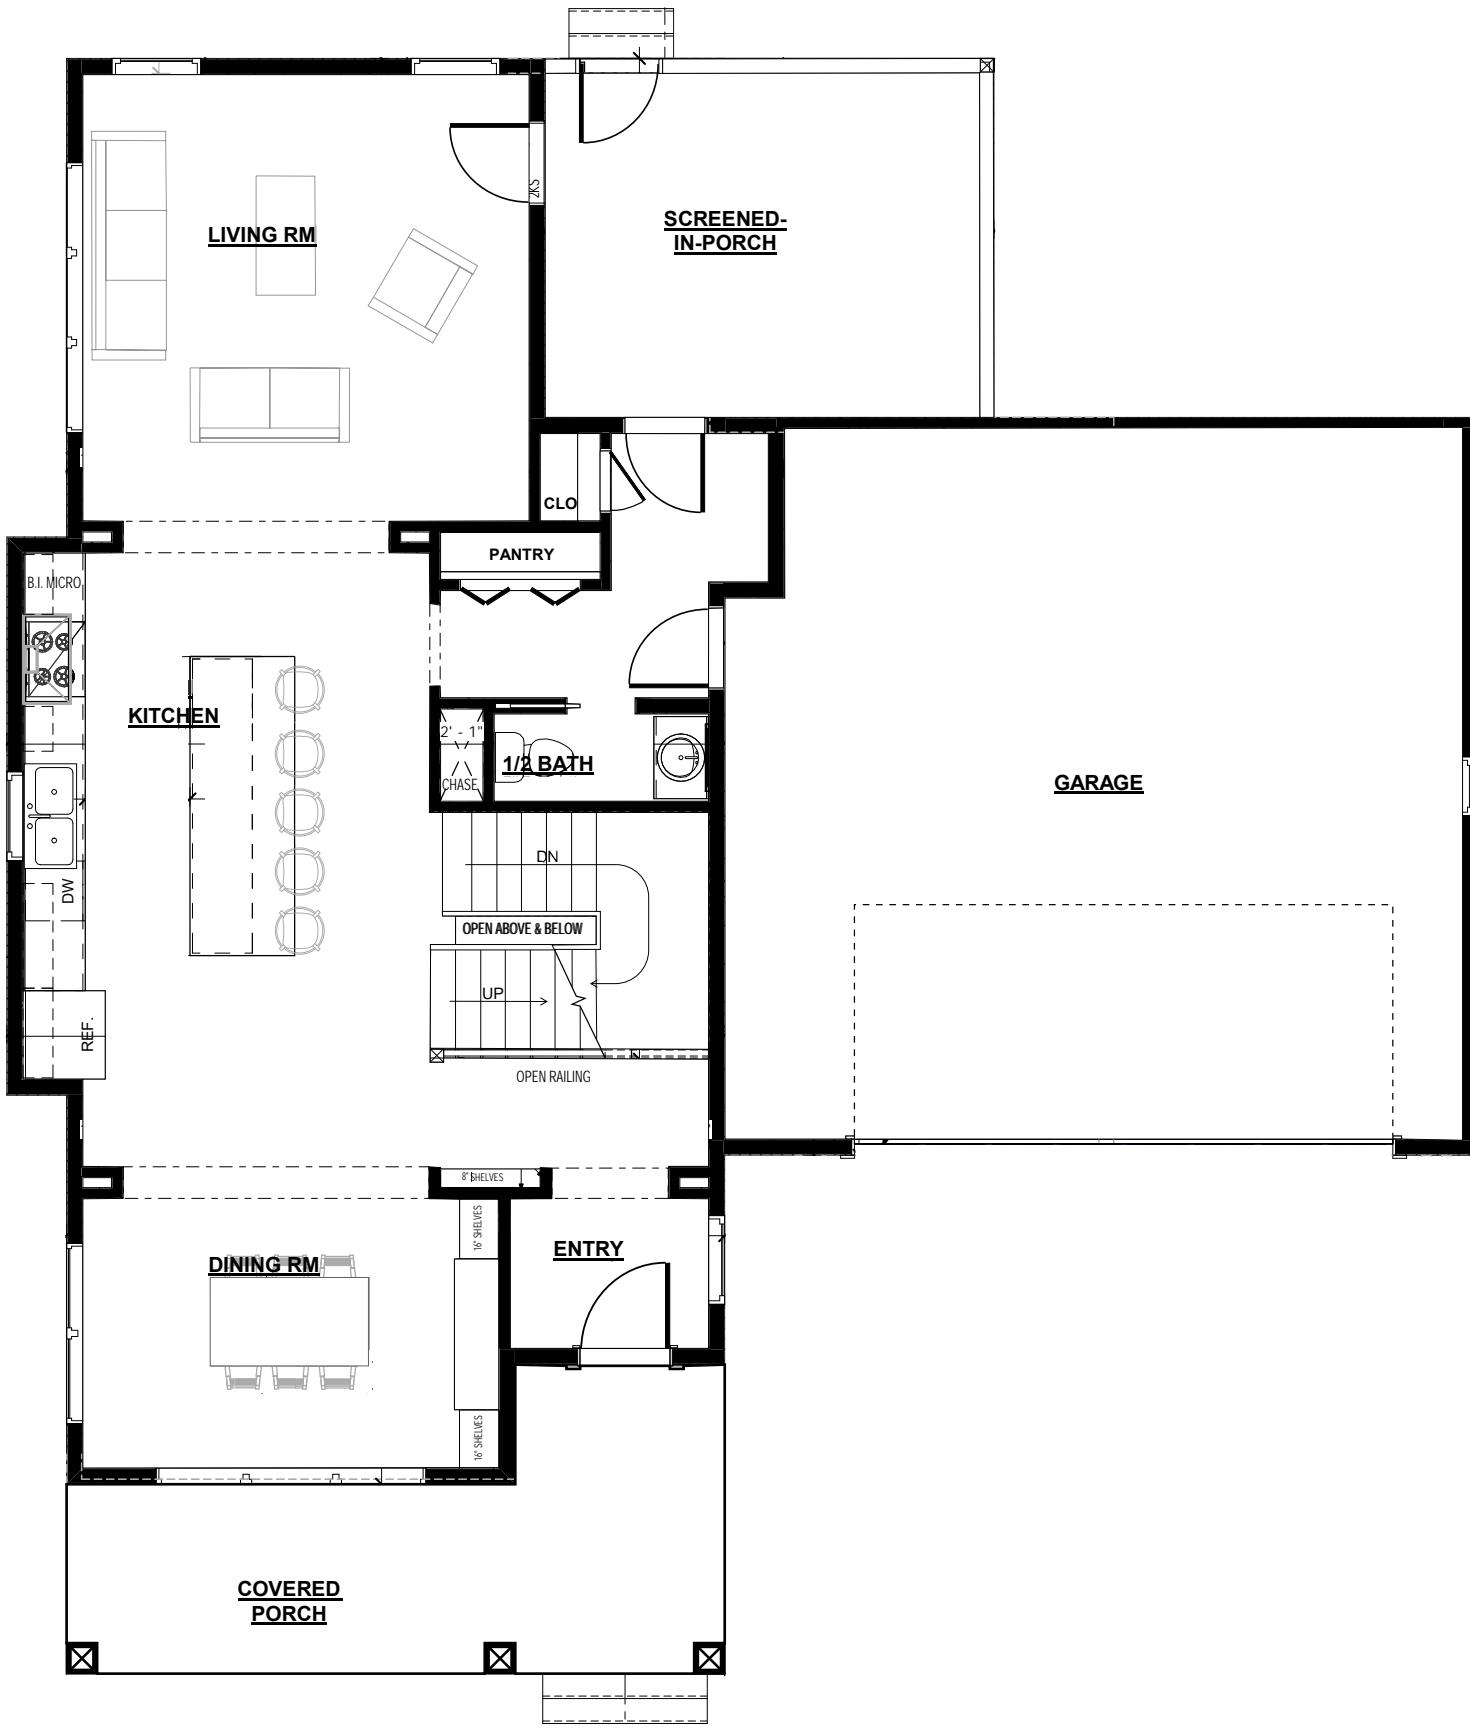 2KS
SCREENED-
IN-PORCH
LIVING RM
CLO
PANTRY
B.I. MICRO
KITCHEN
2' - 1"
CHASE
1/2 BATH
GARAGE
DN
DW
OPEN ABOVE & BELOW
UP
REF.
OPEN RAILING
8" SHELVES
16" SHELVES
ENTRY
DINING RM
16" SHELVES
COVERED
PORCH